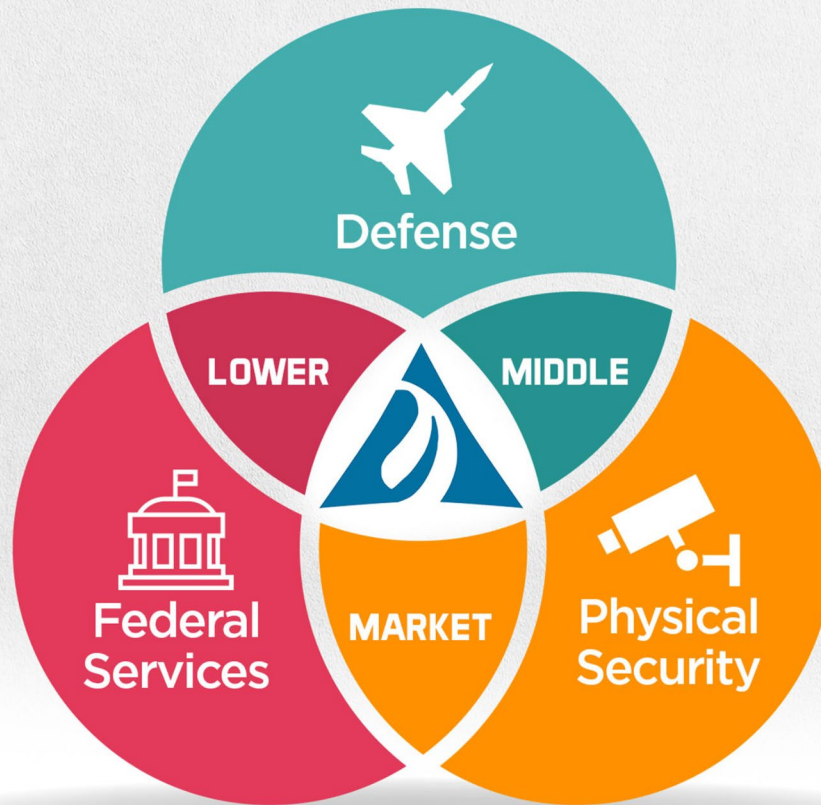 Defense
LOWER
MIDDLE
Federal
Services
MARKET
Physical
Security